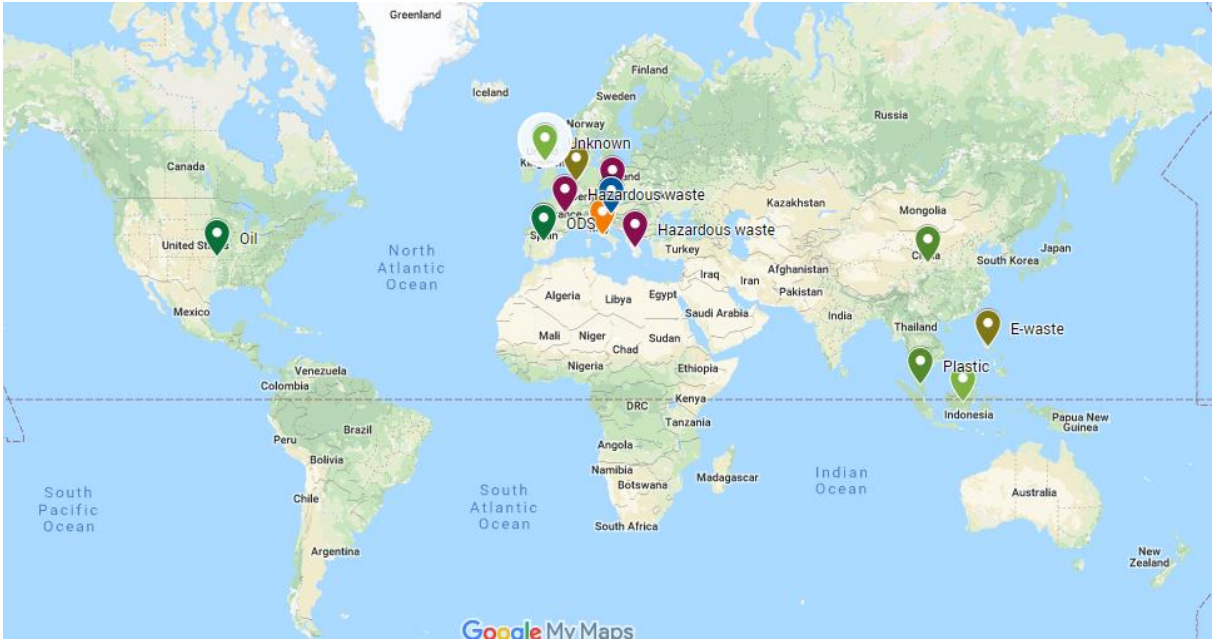 Greenland
Iceland
Finland
Sweden
Norway
Russia
Unknown
Canada
Hazardous waste
Kazakhstan
Mongolia
ODS
Hazardous waste
Spain
Oil
United States
North
Atlantic
Ocean
Turkey
South Korea
Japan
Iraq
Iran
Afghanistan
Pakistan
Algeria
Libya
Egypt
Saudi Arabia
India
Mexico
Mali
Niger
Chad
Sudan
Thailand
E-waste
Nigeria
Ethiopia
Plastic
Venezuela
Colombia
DRC
Kenya
Tanzania
Indonesia
Papua New
Guinea
Peru
Brazil
Bolivia
Angola
Namibia
Botswana
Madagascar
Indian
Ocean
South
Pacific
Ocean
South
Atlantic
Ocean
Chile
Australia
South Africa
Argentina
New
Zealand
Google My Maps